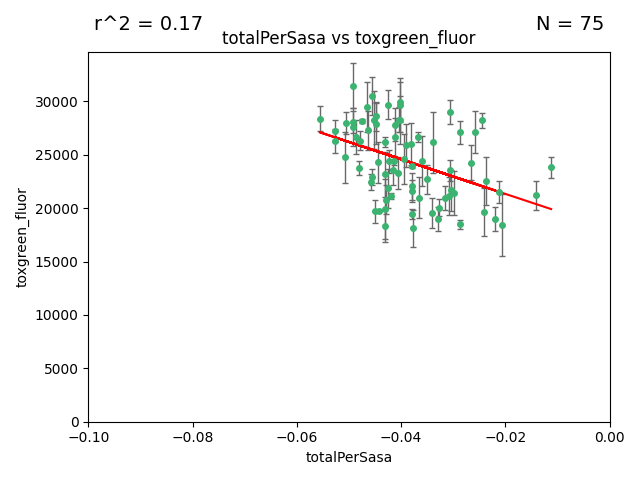 r^2 = 0.17
N = 75
totalPerSasa vs toxgreen_fluor
30000
25000
20000
15000
10000
5000
0
toxgreen_fluor
−0.10
−0.08
−0.06
−0.04
−0.02
0.00
totalPerSasa